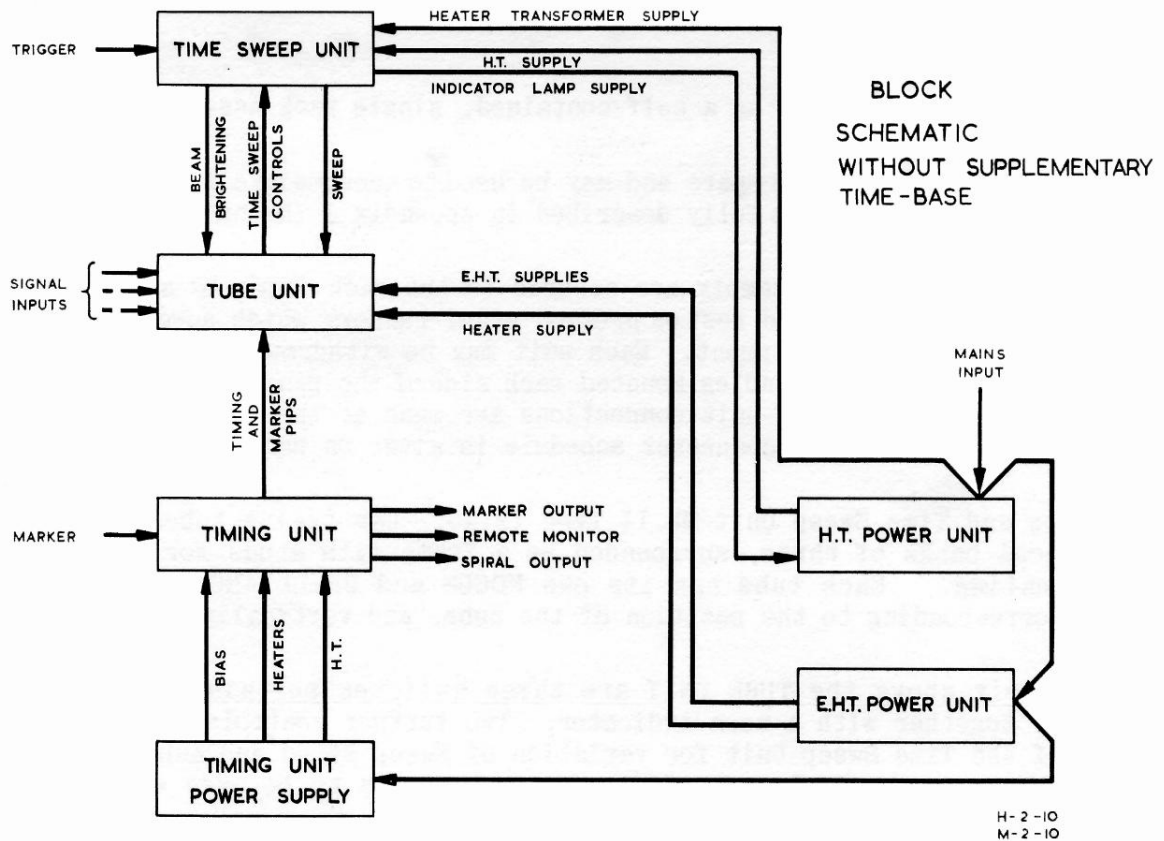 HEATER TRANSFORMER SUPPLY
TRIGGER
TIME SWEEP UNIT
H.T. SUPPLY
INDICATOR LAMP SUPPLY
BLOCK
SCHEMATIC
WITHOUT SUPPLEMENTARY
TIME-BASE
BEAM
BRIGHTENING
TIME SWEEP
CONTROLS
SWEEP
SIGNAL
INPUTS
TUBE UNIT
E.H.T. SUPPLIES
HEATER SUPPLY
MAINS
INPUT
TIMING
AND
MARKER PIPS
MARKER
TIMING UNIT
MARKER OUTPUT
REMOTE MONITOR
SPIRAL OUTPUT
H.T. POWER UNIT
BIAS
HEATERS
H.T.
E.H.T. POWER UNIT
TIMING UNIT
POWER SUPPLY
H-2-10
M-2-10